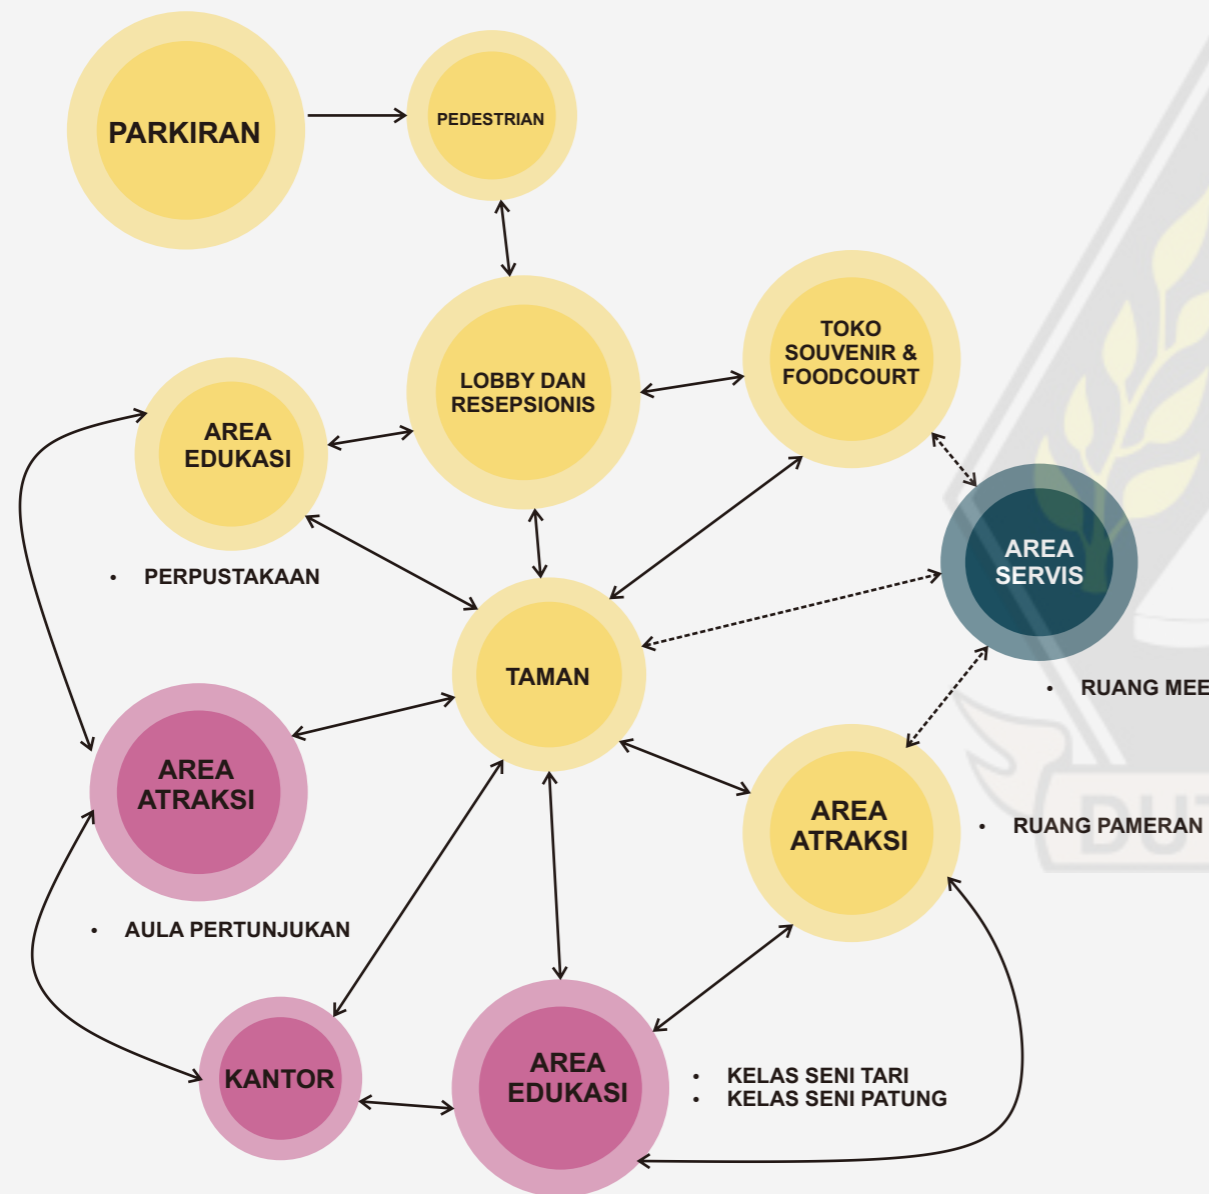 PARKIRAN
PEDESTRIAN
LOBBY DAN
RESEPSIONIS
TOKO
SOUVENIR &
FOODCOURT
AREA
EDUKASI
• PERPUSTAKAAN
AREA
SERVIS
• RUANG MEE
TAMAN
AREA
ATRAKSI
• AULA PERTUNJUKAN
AREA
ATRAKSI
• RUANG PAMERAN
DUT
KANTOR
AREA
EDUKASI
• KELAS SENI TARI
• KELAS SENI PATUNG